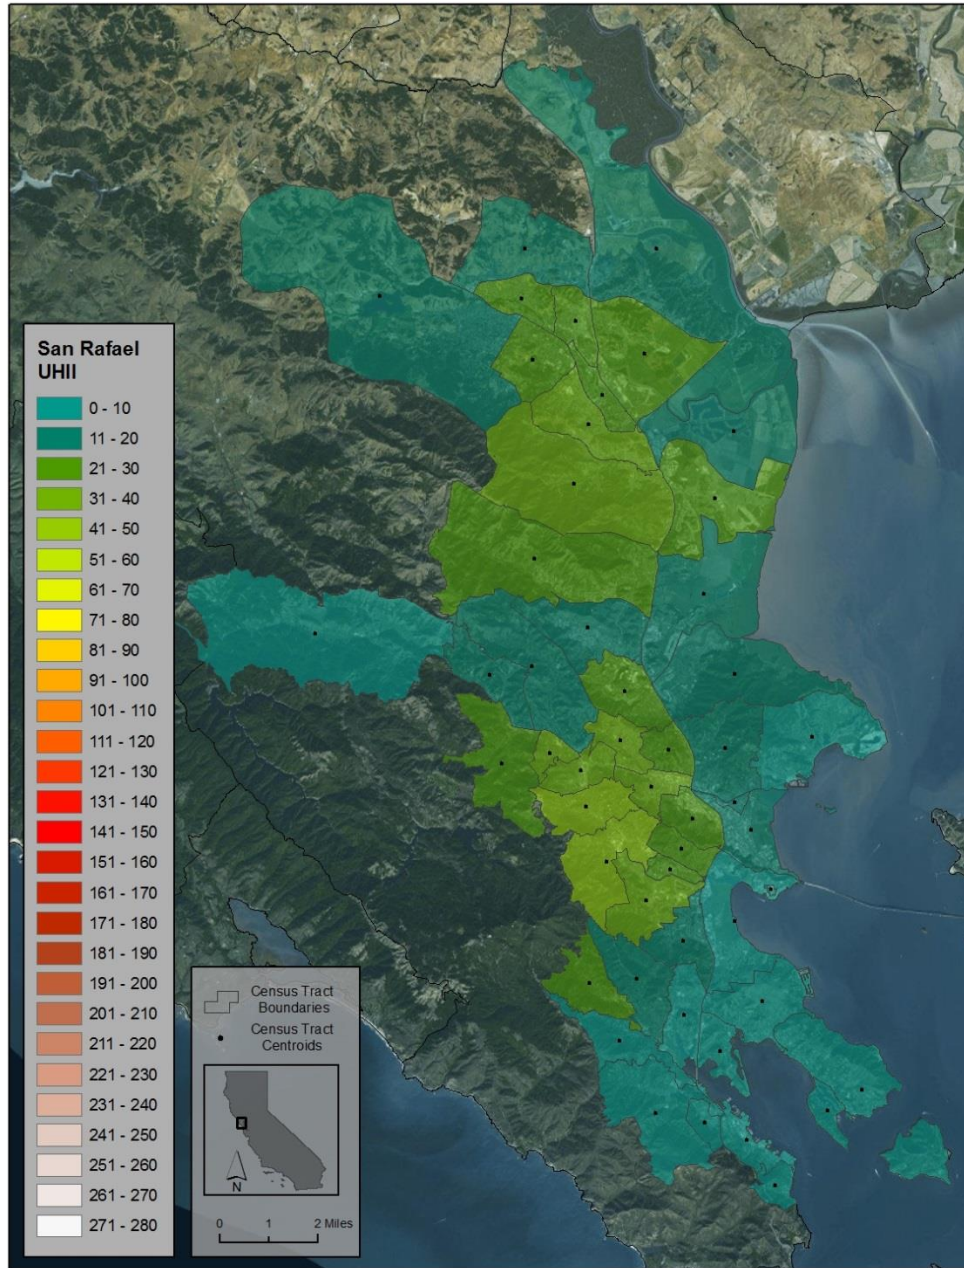 San Rafael
UHII
0 - 10
11 - 20
21 - 30
31 - 40
41 - 50
51 - 60
61 - 70
71 - 80
81 - 90
91 - 100
101 - 110
111 - 120
121 - 130
131 - 140
141 - 150
151 - 160
161 - 170
171 - 180
181 - 190
191 - 200
201 - 210
211 - 220
221 - 230
231 - 240
241 - 250
251 - 260
261 - 270
271 - 280
Census Tract
Boundaries
Census Tract
Centroids
N
0 1 2 Miles